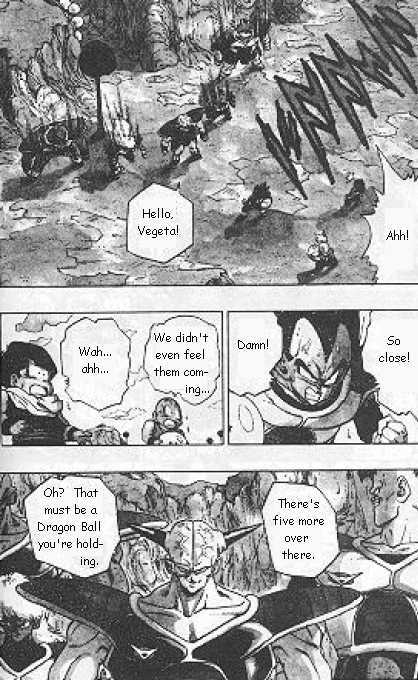 Hello,
Vegeta!
Ahh!
Wah...
ahh...
We didn't
even feel
them com-
ing...
Damn!
So
close!
Oh? That
must be a
Dragon Ball
you're hold-
ing.
There's
five more
over
there.